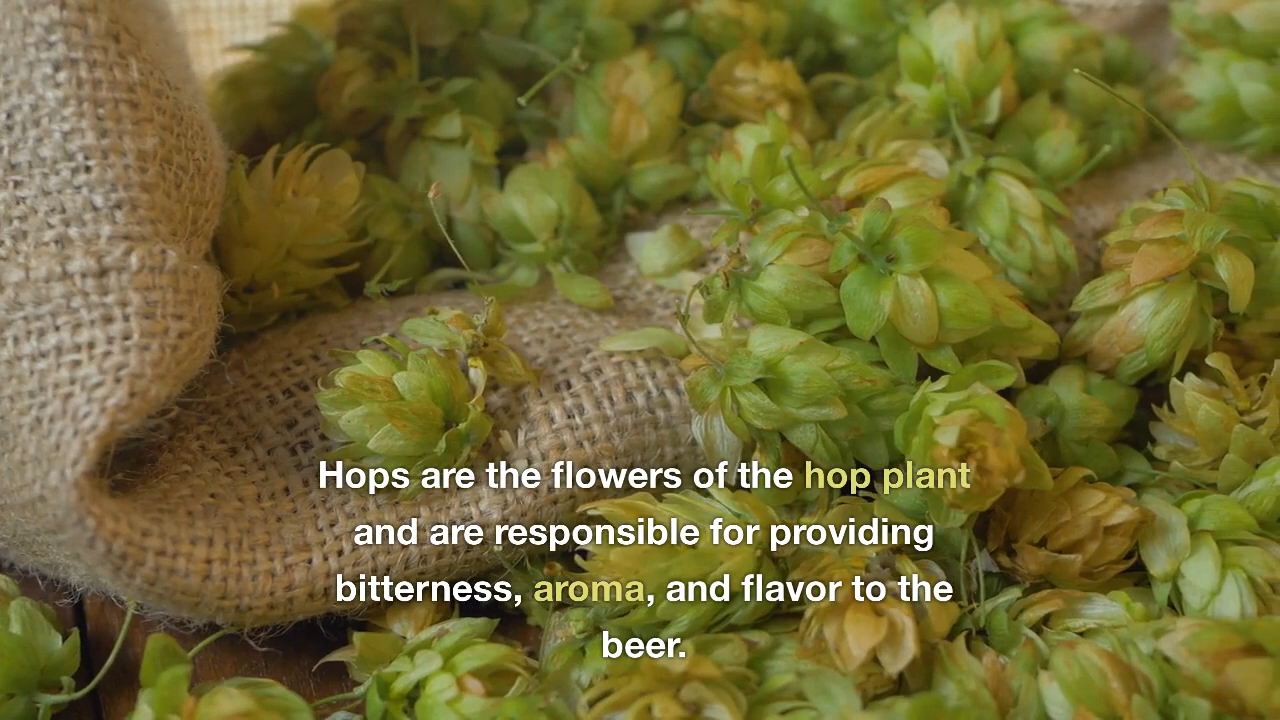 Hops are the flowers of the hop plant
and are responsible for providing
bitterness, aroma, and flavor to the
beer.